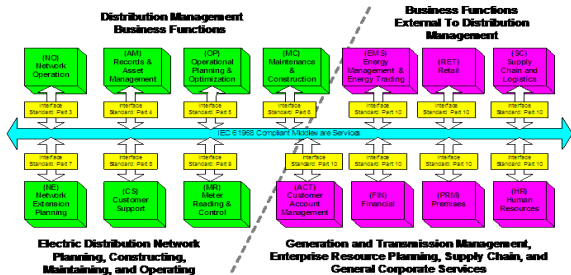 Distribution Management
Business Functions
Business Functions
External To Distribution
Management
(NO)
Network
Operation
(AM)
Records &
Asset
Management
(OP)
Operational
Planning &
Optimization
(MC)
Maintenance
&
Construction
(EMS)
Energy
Management &
Energy Trading
(RET)
Retail
(SC)
Supply
Chain and
Logistics
Interface
Standard: Part 3
Interface
Standard: Part 4
Interface
Standard: Part 5
Interface
Standard: Part 6
Interface
Standard: Part 10
Interface
Standard: Part 10
Interface
Standard: Part 10
IEC 61968 Compliant Middleware Services
Interface
Standard: Part 7
Interface
Standard: Part 8
Interface
Standard: Part 9
Interface
Standard: Part 10
Interface
Standard: Part 10
Interface
Standard: Part 10
Interface
Standard: Part 10
(NE)
Network
Extension
Planning
(CS)
Customer
Support
(MR)
Meter
Reading &
Control
(ACT)
Customer
Account
Management
(FIN)
Financial
(PRM)
Premises
(HR)
Human
Resources
Electric Distribution Network
Planning, Constructing,
Maintaining, and Operating
Generation and Transmission Management,
Enterprise Resource Planning, Supply Chain, and
General Corporate Services